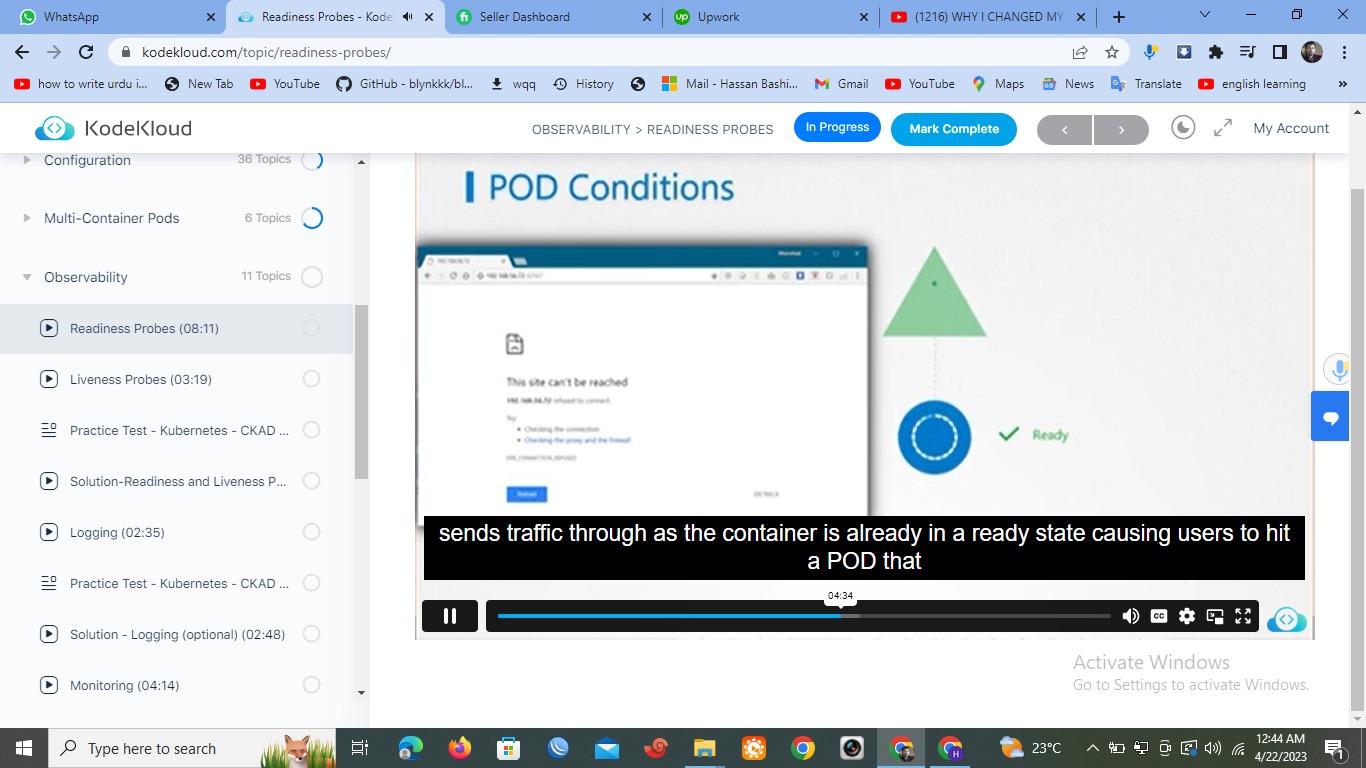 WhatsApp
Readiness Probes - Kode
Seller Dashboard
Upwork
(1216) WHY I CHANGED MY
kodekloud.com/topic/readiness-probes/
how to write urdu i...
New Tab
YouTube
GitHub - blynkkk/bl...
wqq
History
Mail - Hassan Bashi...
Gmail
YouTube
Maps
News
Translate
english learning
»
KodeKloud
OBSERVABILITY > READINESS PROBES
In Progress
Mark Complete
My Account
Configuration 36 Topics
Multi-Container Pods 6 Topics
Observability 11 Topics
Readiness Probes (08:11)
Liveness Probes (03:19)
Practice Test - Kubernetes - CKAD ...
Solution-Readiness and Liveness P...
Logging (02:35)
Practice Test - Kubernetes - CKAD ...
Solution - Logging (optional) (02:48)
Monitoring (04:14)
POD Conditions
This site can't be reached
refused to connect.
Try:
Checking the connection
Checking the proxy and the firewall
ERR_CONNECTION_REFUSED
Reload
DETAILS
Ready
sends traffic through as the container is already in a ready state causing users to hit
a POD that
04:34
CC
Activate Windows
Go to Settings to activate Windows.
Type here to search
23°C
12:44 AM
4/22/2023
1